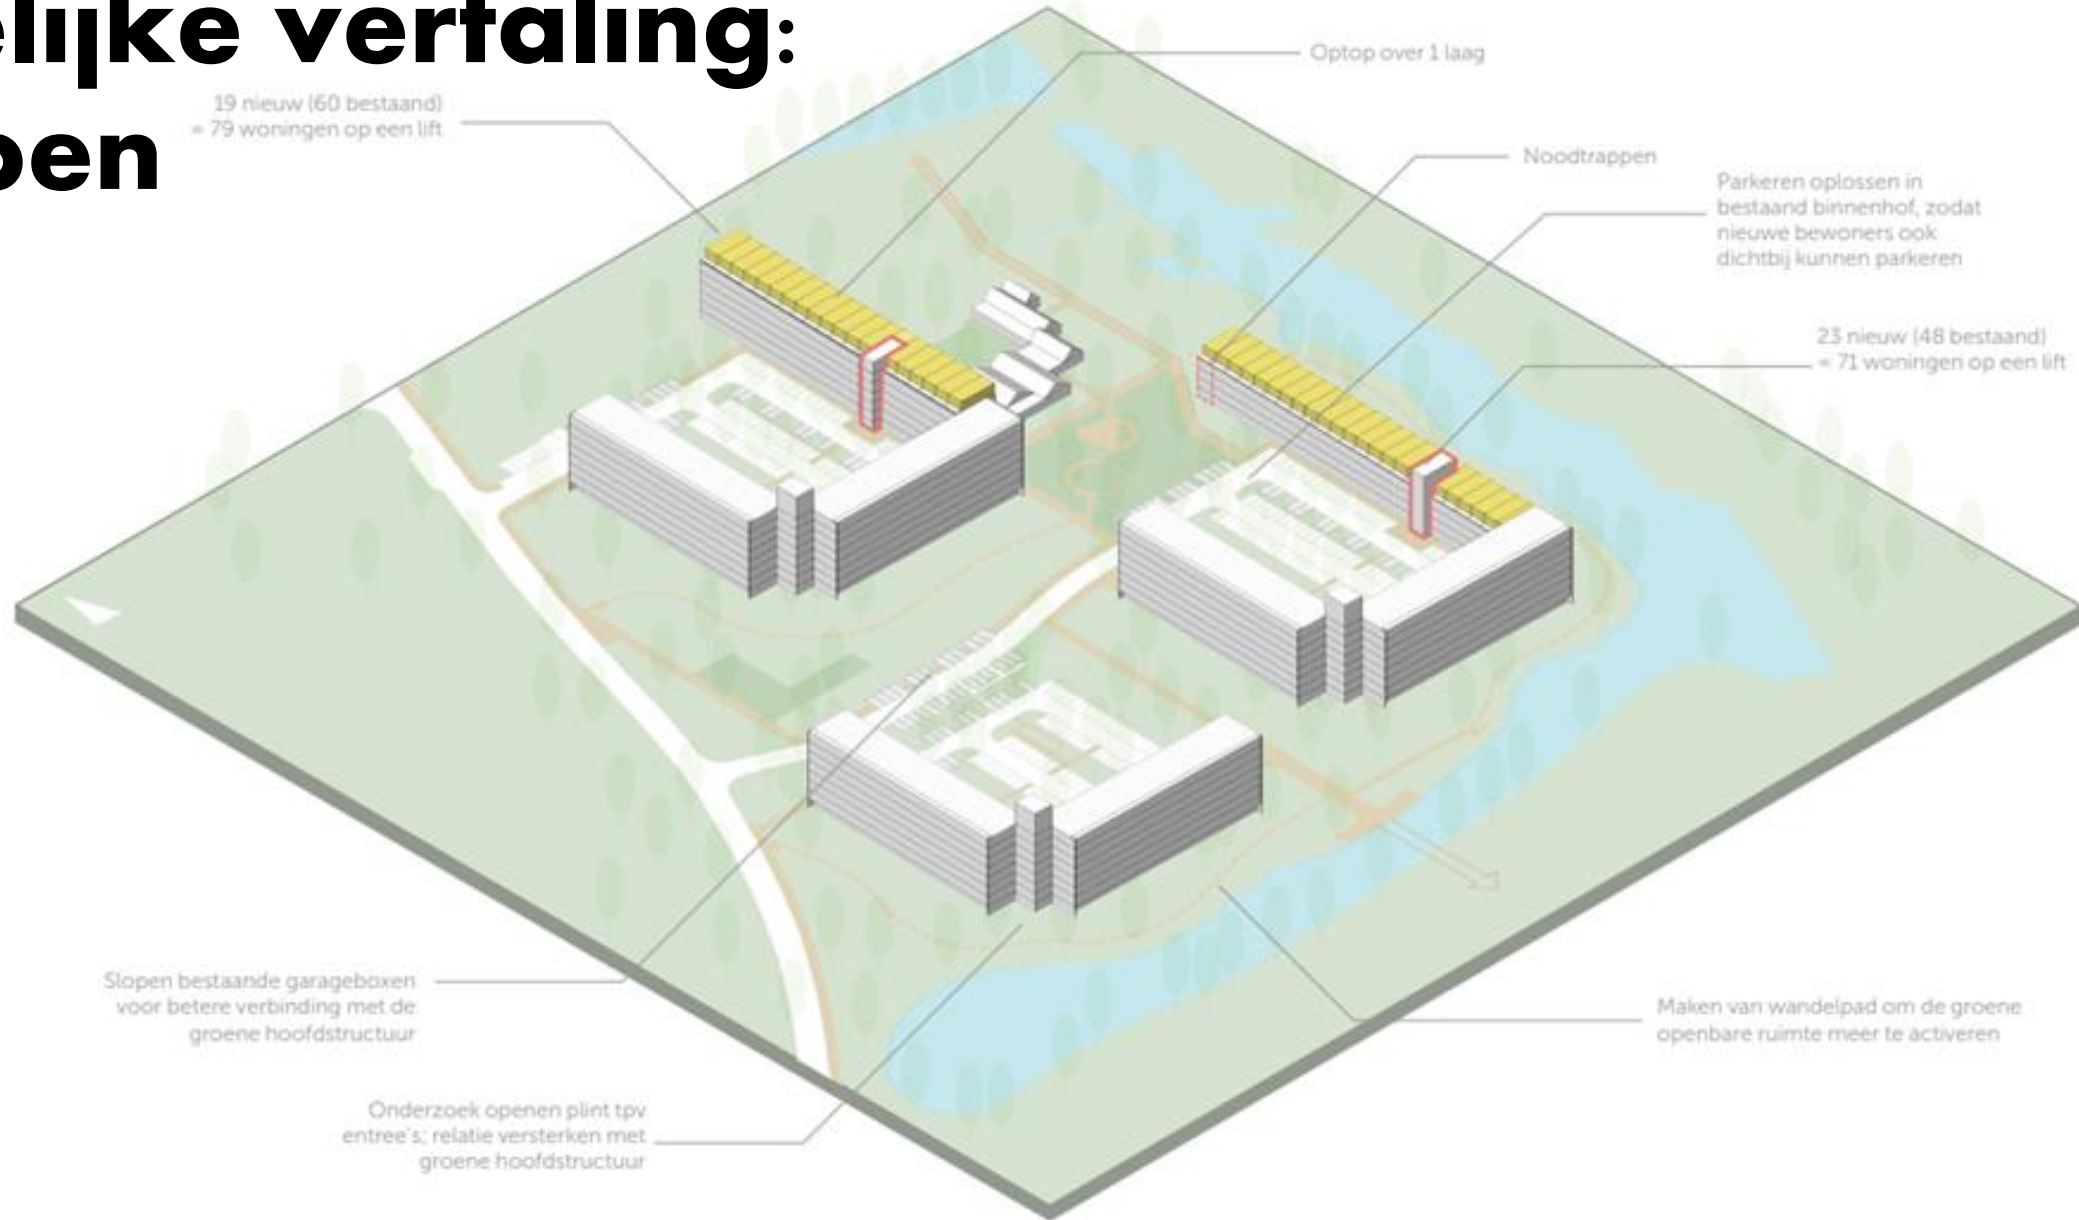 elijke vertaling:
pen
19 nieuw (60 bestaand)
= 79 woningen op een lift
Optop over 1 laag
Noodtrappen
Parkeren oplossen in
bestaand binnenhof, zodat
nieuwe bewoners ook
dichtbij kunnen parkeren
23 nieuw (48 bestaand)
= 71 woningen op een lift
Slopen bestaande garageboxen
voor betere verbinding met de
groene hoofdstructuur
Maken van wandelpad om de groene
openbare ruimte meer te activeren
Onderzoek openen plint tpv
entree's; relatie versterken met
groene hoofdstructuur